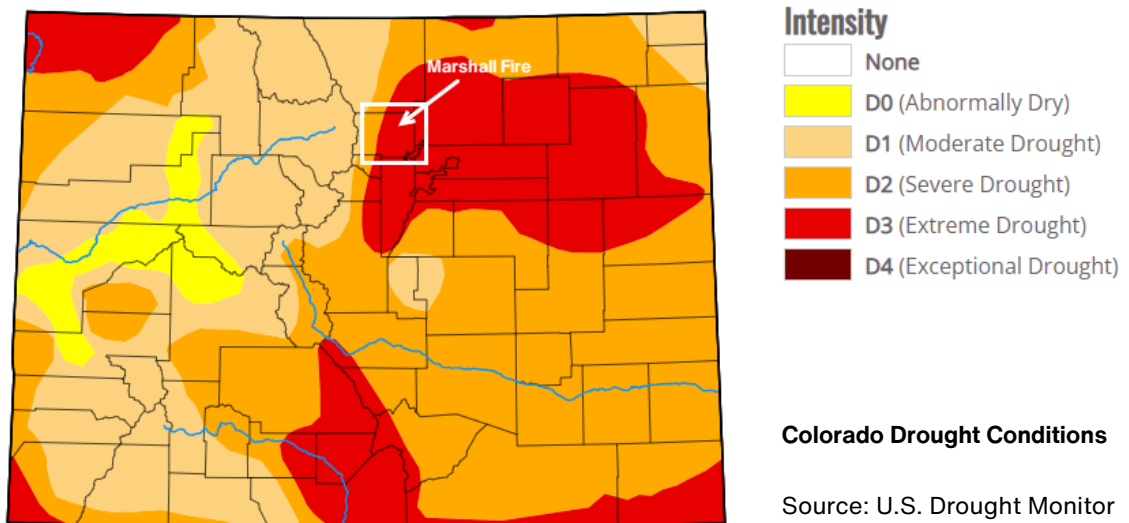 Marshall Fire
Intensity
None
D0 (Abnormally Dry)
D1 (Moderate Drought)
D2 (Severe Drought)
D3 (Extreme Drought)
D4 (Exceptional Drought)
Colorado Drought Conditions
Source: U.S. Drought Monitor